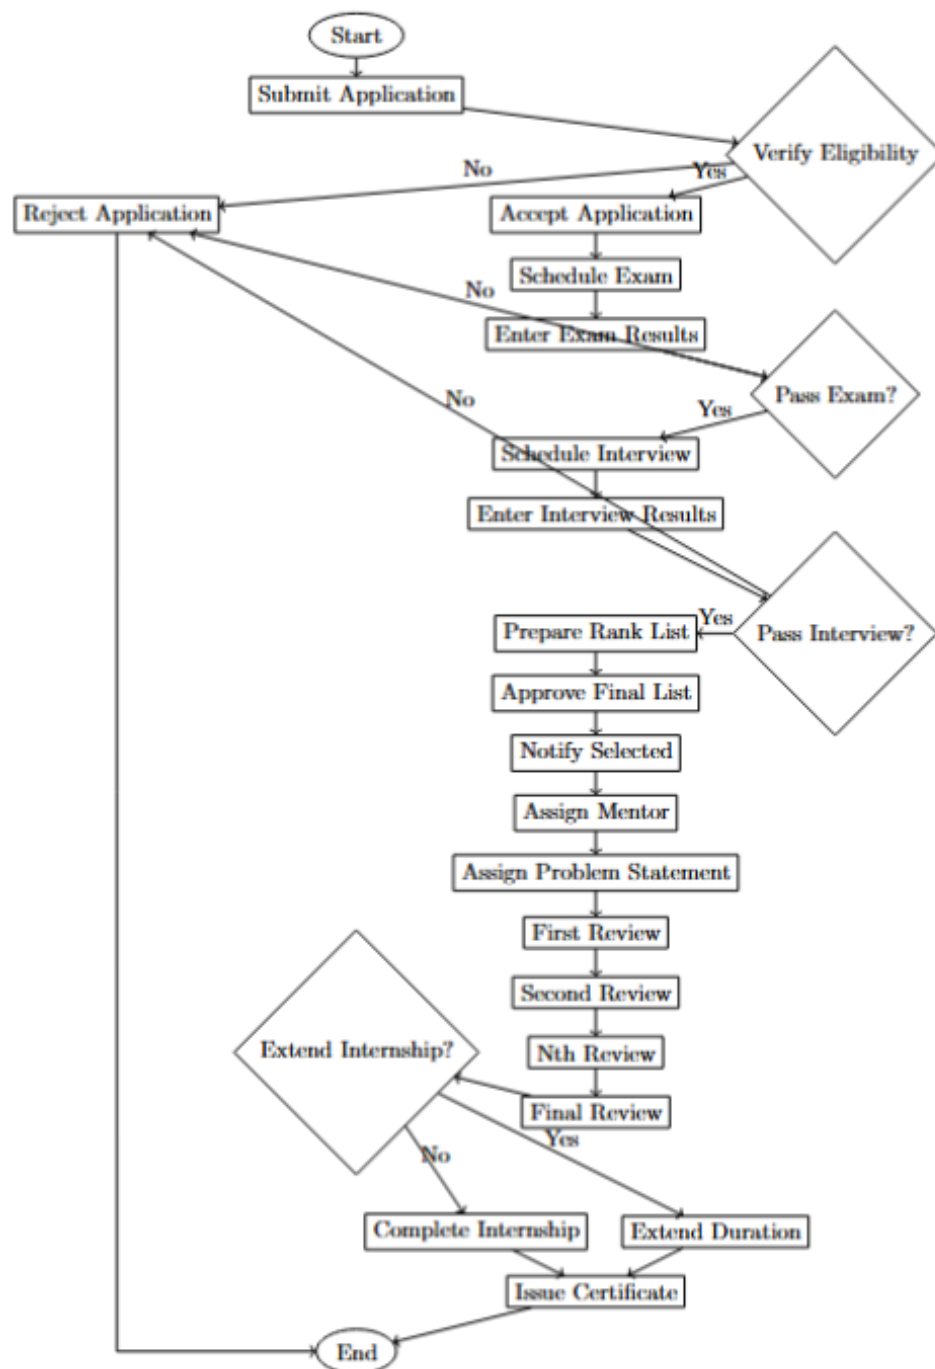 Start
Submit Application
Verify Eligibility
No
Yes
Reject Application
Accept Application
Schedule Exam
No
Enter Exam Results
Pass Exam?
Yes
No
Schedule Interview
Enter Interview Results
Yes
Prepare Rank List
Pass Interview?
Approve Final List
Notify Selected
Assign Mentor
Assign Problem Statement
First Review
Second Review
Extend Internship?
Nth Review
Final Review
Yes
No
Complete Internship
Extend Duration
Issue Certificate
End